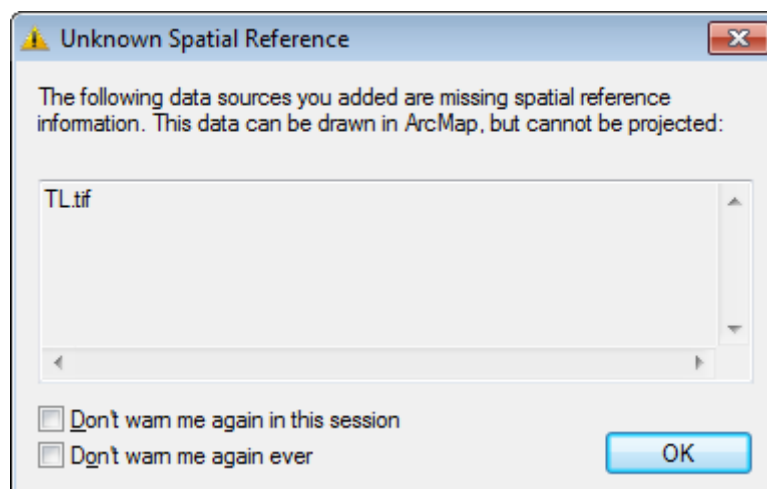 Unknown Spatial Reference
The following data sources you added are missing spatial reference
information. This data can be drawn in ArcMap, but cannot be projected:
TL.tif
Don't warn me again in this session
Don't warn me again ever
OK